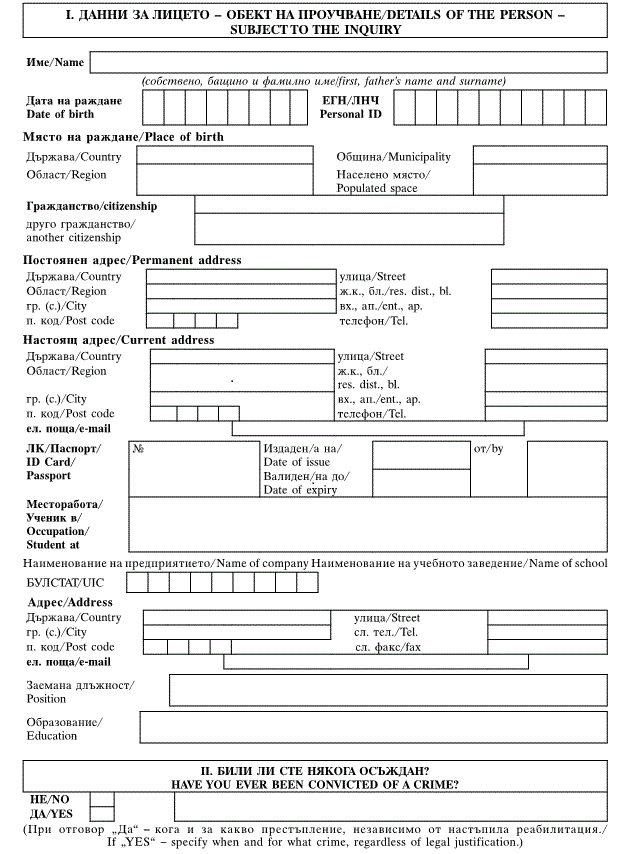 I. ДАННИ ЗА ЛИЦЕТО – ОБЕКТ НА ПРОУЧВАНЕ/DETAILS OF THE PERSON –
SUBJECT TO THE INQUIRY
Име/Name
(собствено, бащино и фамилно име/first, father's name and surname)
Дата на раждане ЕГН/ЛНЧ
Date of birth Personal ID
Място на раждане/Place of birth
Държава/Country Община/Municipality
Област/Region Населено място/
Populated space
Гражданство/citizenship
друго гражданство/
another citizenship
Постоянен адрес/Permanent address
Държава/Country улица/Street
Област/Region ж.к., бл./res. dist., bl.
гр. (с.)/City вх., ап./ent., ap.
п. код/Post code телефон/Tel.
Настоящ адрес/Current address
Държава/Country улица/Street
Област/Region ж.к., бл./
res. dist., bl.
гр. (с.)/City вх., ап./ent., ap.
п. код/Post code телефон/Tel.
ел. поща/e-mail
ЛК/Паспорт/ № Издаден/а на/ от/by
ID Card/ Date of issue
Passport Валиден/на до/
Date of expiry
Месторабота/
Ученик в/
Occupation/
Student at
Наименование на предприятието/Name of company Наименование на учебното заведение/Name of school
БУЛСТАТ/UIC
Адрес/Address
Държава/Country улица/Street
гр. (с.)/City сл. тел./Tel.
п. код/Post code сл. факс/fax
ел. поща/e-mail
Заемана длъжност/
Position
Образование/
Education
II. БИЛИ ЛИ СТЕ НЯКОГА ОСЪЖДАН?
HAVE YOU EVER BEEN CONVICTED OF A CRIME?
НЕ/NO
ДА/YES
(При отговор „Да“ – кога и за какво престъпление, независимо от настъпила реабилитация./
If „YES“ – specify when and for what crime, regardless of legal justification.)